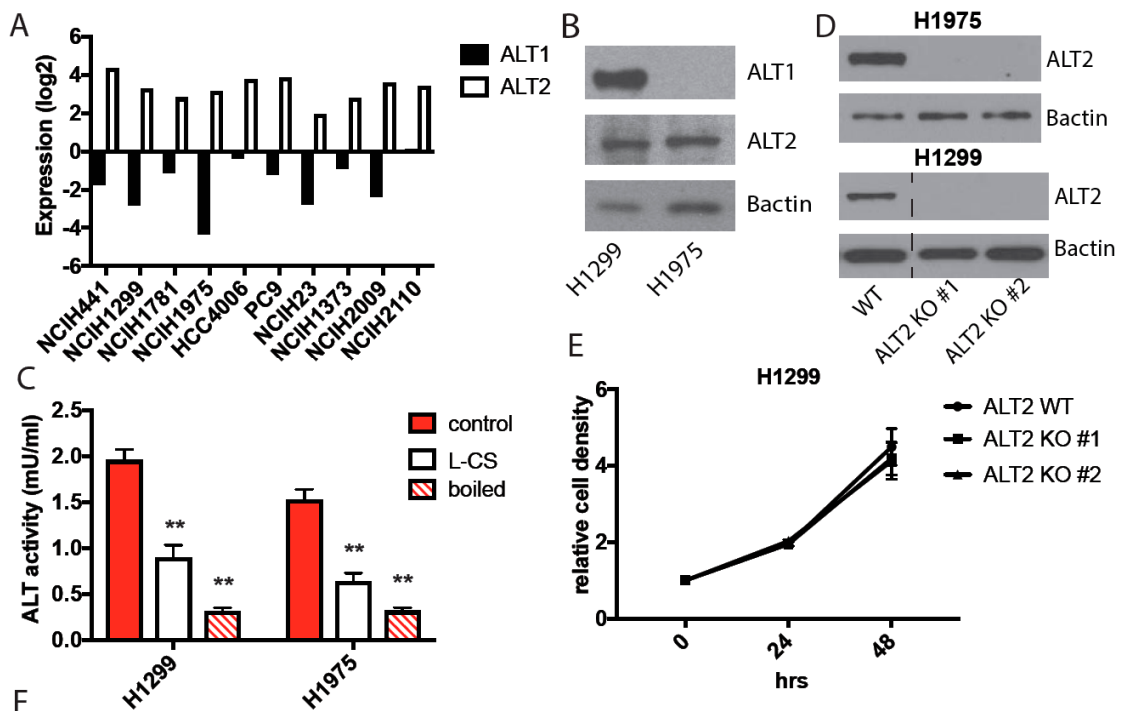 A
Expression (log2)
6
4
2
0
-2
-4
-6
NCIH441
NCIH1299
NCIH1781
NCIH1975
HCC4006
PC9
NCIH23
NCIH1373
NCIH2009
NCIH2110
ALT1
ALT2
B
ALT1
ALT2
Bactin
H1299
H1975
D
H1975
ALT2
Bactin
H1299
ALT2
Bactin
WT
ALT2 KO #1
ALT2 KO #2
C
ALT activity (mU/ml)
2.5
2.0
1.5
1.0
0.5
0.0
**
**
**
**
H1299
H1975
control
L-CS
boiled
E
H1299
relative cell density
6
4
2
0
0
24
48
hrs
ALT2 WT
ALT2 KO #1
ALT2 KO #2
F